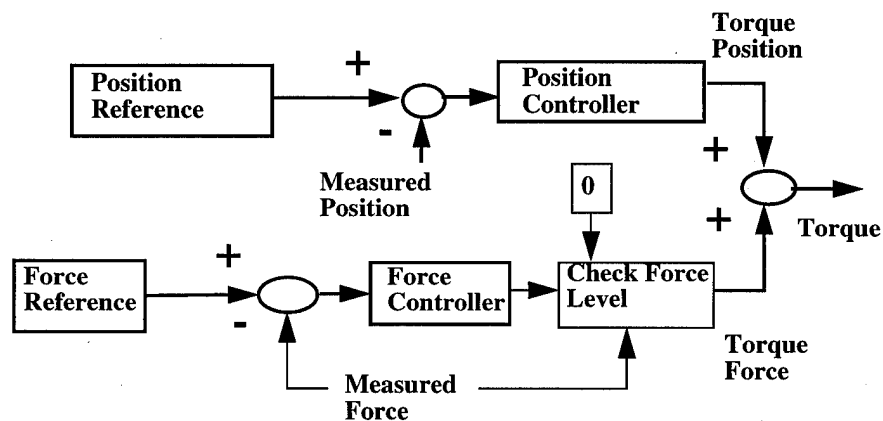 Torque
Position
+
Position
Reference
Position
Controller
-
+
Measured
Position
0
+
Torque
+
Force
Reference
Force
Controller
Check Force
Level
-
Torque
Force
Measured
Force